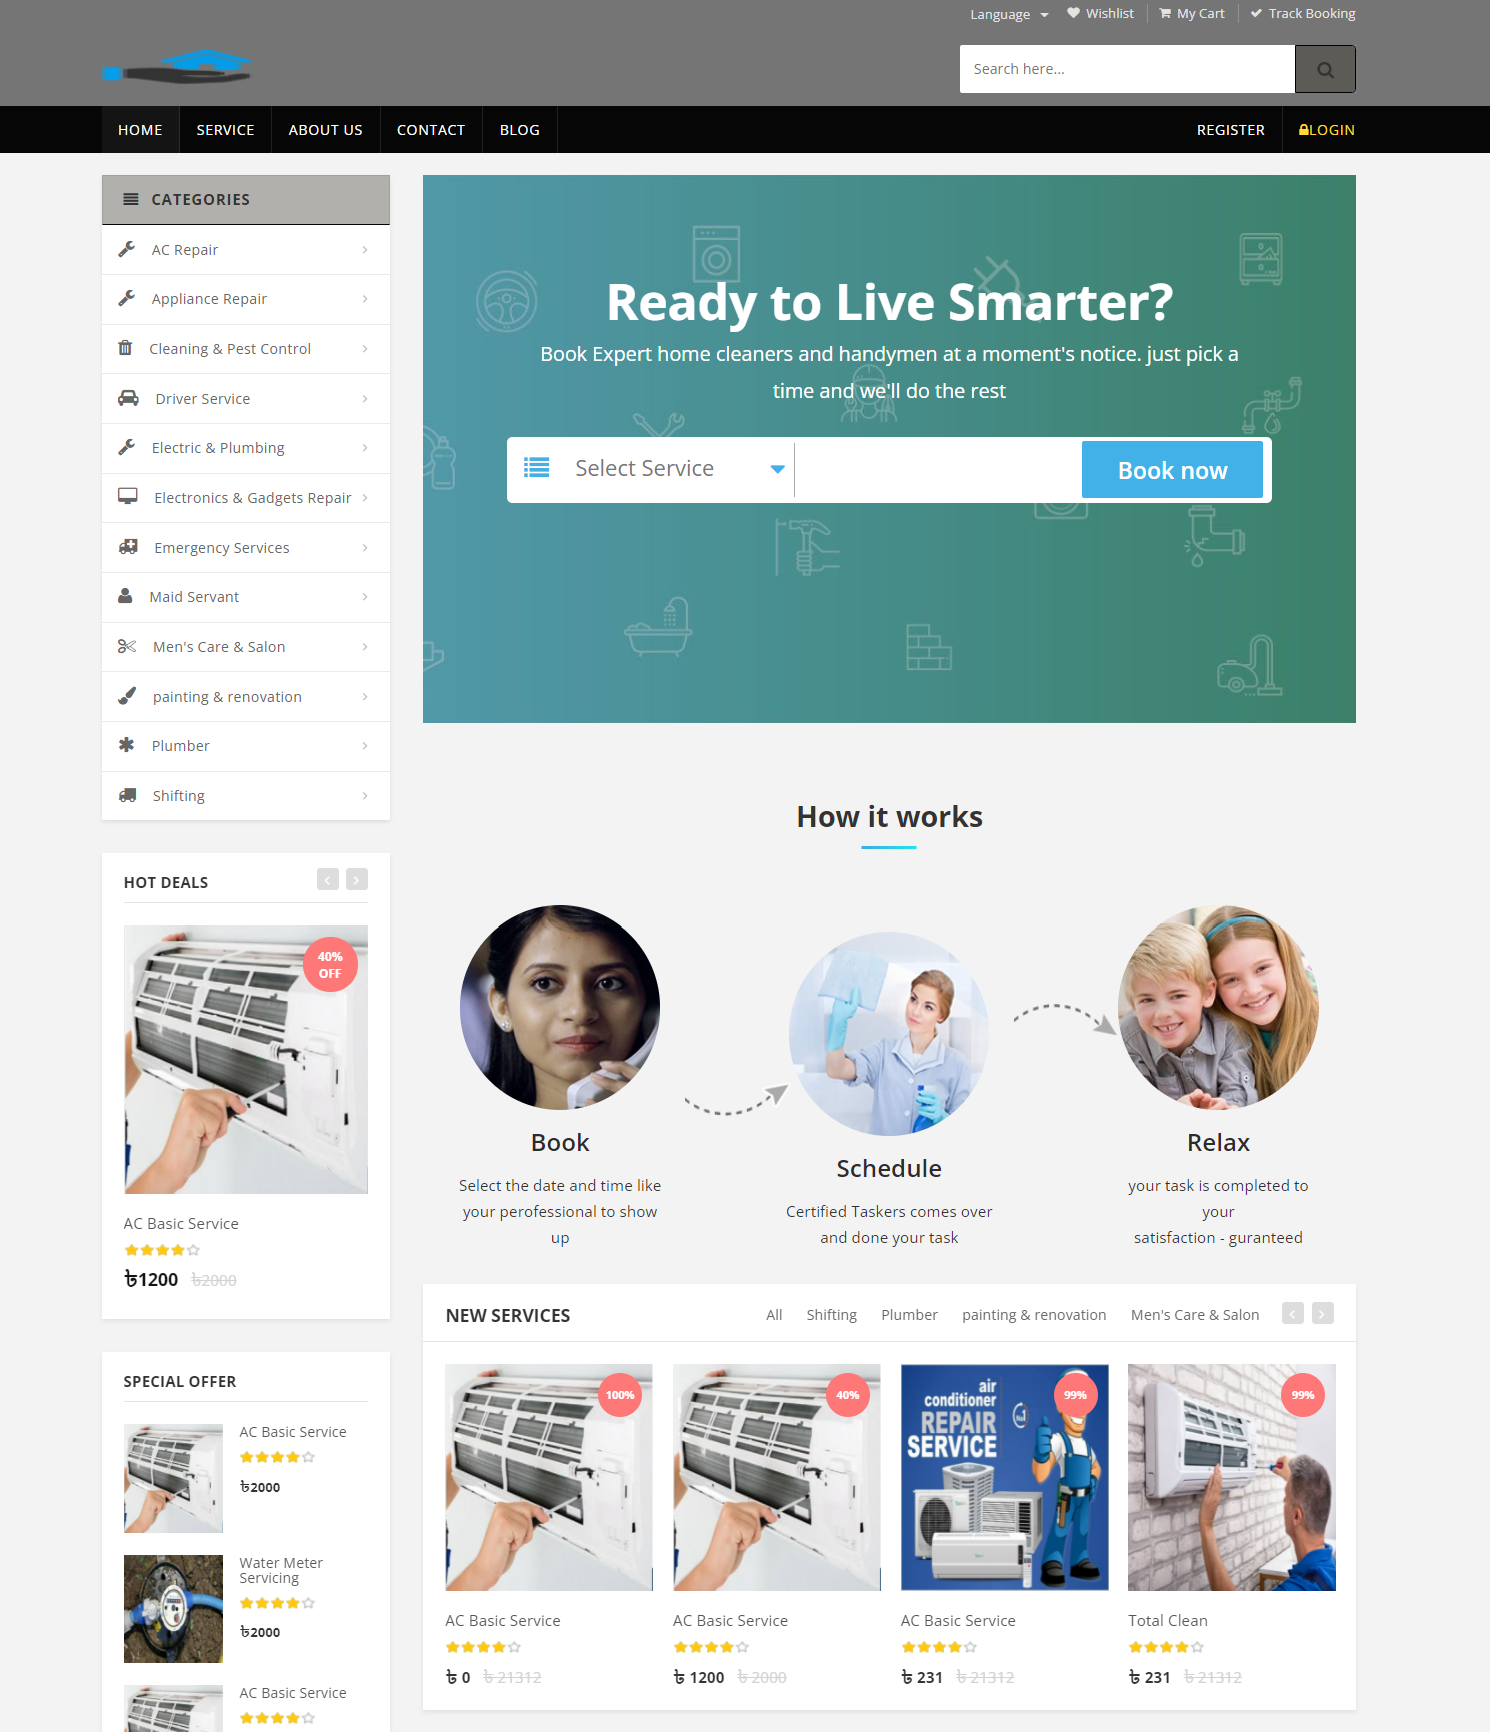 Language
Wishlist
My Cart
Track Booking
Search here...
HOME
SERVICE
ABOUT US
CONTACT
BLOG
REGISTER
LOGIN
CATEGORIES
AC Repair
Appliance Repair
Cleaning & Pest Control
Driver Service
Electric & Plumbing
Electronics & Gadgets Repair
Emergency Services
Maid Servant
Men's Care & Salon
painting & renovation
Plumber
Shifting
Ready to Live Smarter?
Book Expert home cleaners and handymen at a moment's notice. just pick a
time and we'll do the rest
Select Service
Book now
How it works
Book
Select the date and time like
your perofessional to show
up
Schedule
Certified Taskers comes over
and done your task
Relax
your task is completed to
your
satisfaction - guranteed
HOT DEALS
40%
OFF
AC Basic Service
৳1200 ৳2000
SPECIAL OFFER
AC Basic Service
৳2000
Water Meter
Servicing
৳2000
AC Basic Service
NEW SERVICES
All
Shifting
Plumber
painting & renovation
Men's Care & Salon
100%
AC Basic Service
৳ 0 ৳ 21312
40%
AC Basic Service
৳ 1200 ৳ 2000
air
conditioner
REPAIR
SERVICE
No1
99%
AC Basic Service
৳ 231 ৳ 21312
99%
Total Clean
৳ 231 ৳ 21312